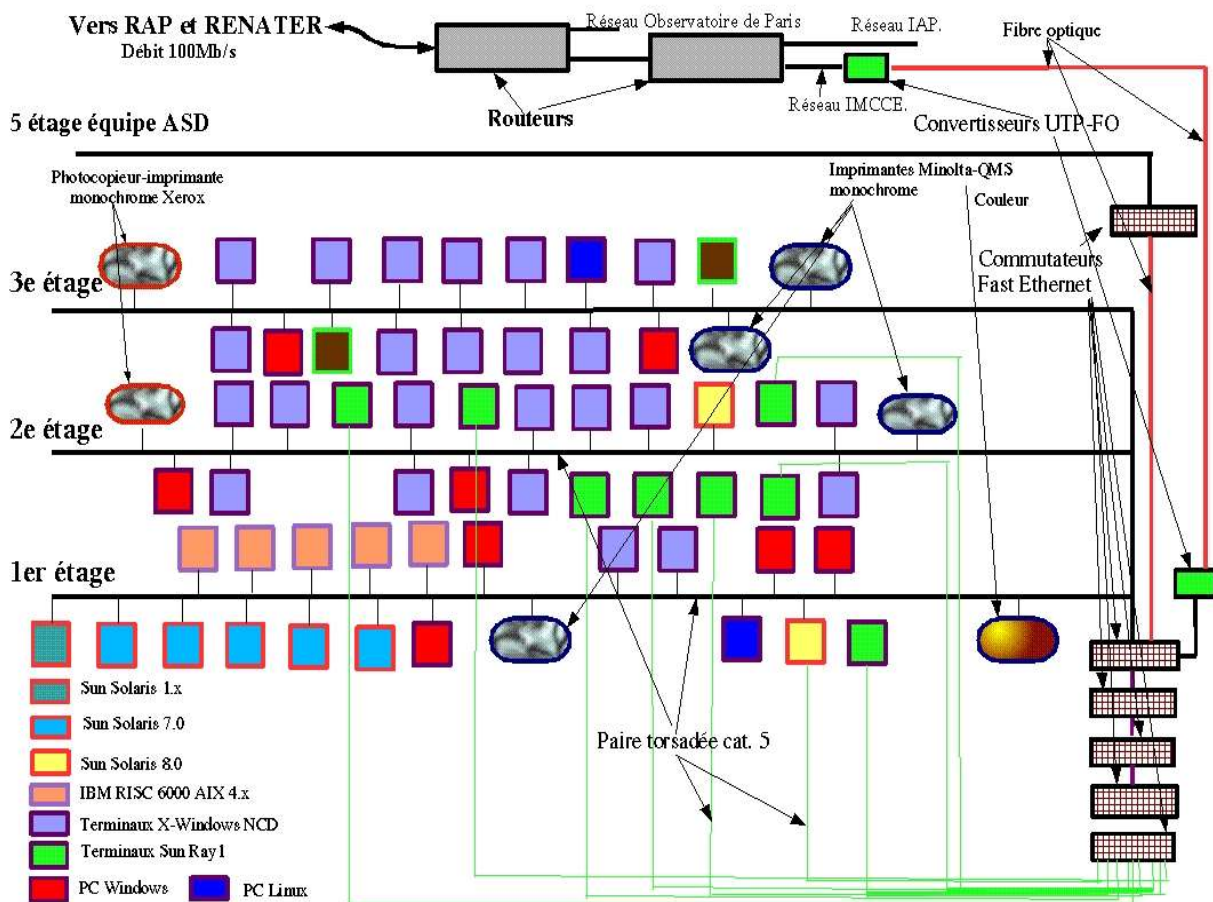 Vers RAP et RENATER
Débit 100Mb/s
Réseau Observatoire de Paris
Réseau IAP.
Fibre optique
Réseau IMCCE.
Routeurs
Convertisseurs UTP-FO
5 étage équipe ASD
Photocopieur-imprimante
monochrome Xerox
Imprimantes Minolta-QMS
monochrome
Couleur
Commutateurs
Fast Ethernet
3e étage
2e étage
1er étage
Paire torsadée cat. 5
Sun Solaris 1.x
Sun Solaris 7.0
Sun Solaris 8.0
IBM RISC 6000 AIX 4.x
Terminaux X-Windows NCD
Terminaux Sun Ray1
PC Windows
PC Linux